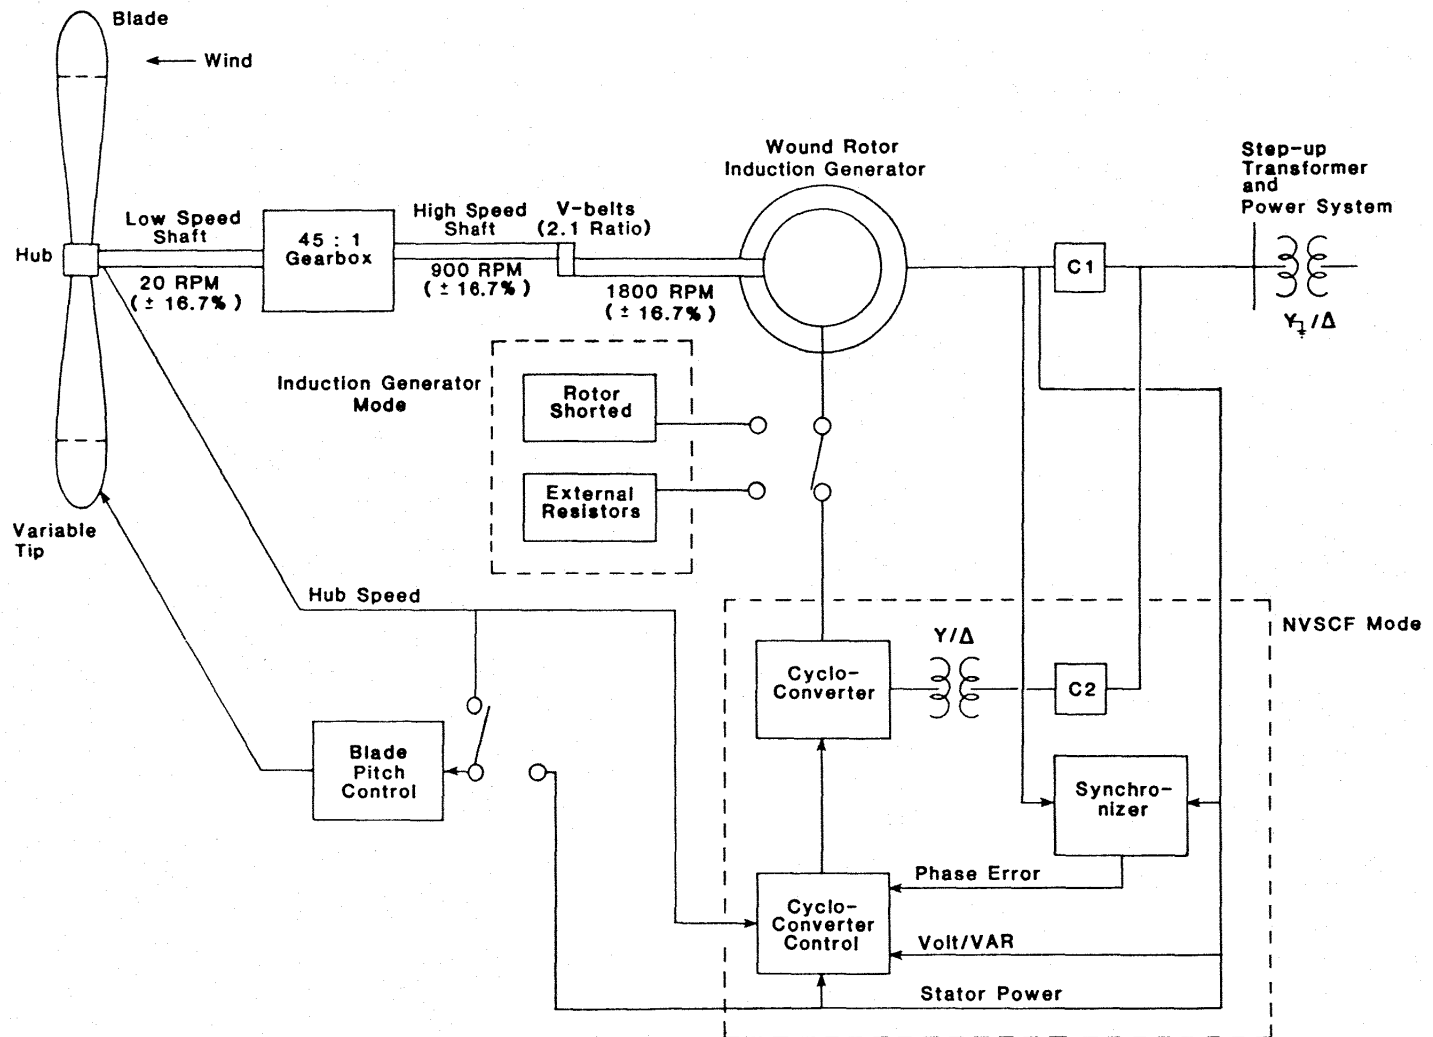 Blade
Wind
Wound Rotor
Induction Generator
Step-up
Transformer
and
Power System
Low Speed
Shaft
45 : 1
Gearbox
High Speed
Shaft
V-belts
(2.1 Ratio)
Hub
20 RPM
(± 16.7%)
900 RPM
(± 16.7%)
1800 RPM
(± 16.7%)
C1
Y/Δ
Induction Generator
Mode
Rotor
Shorted
External
Resistors
Variable
Tip
Hub Speed
NVSCF Mode
Y/Δ
Cyclo-
Converter
C2
Blade
Pitch
Control
Synchro-
nizer
Phase Error
Cyclo-
Converter
Control
Volt/VAR
Stator Power